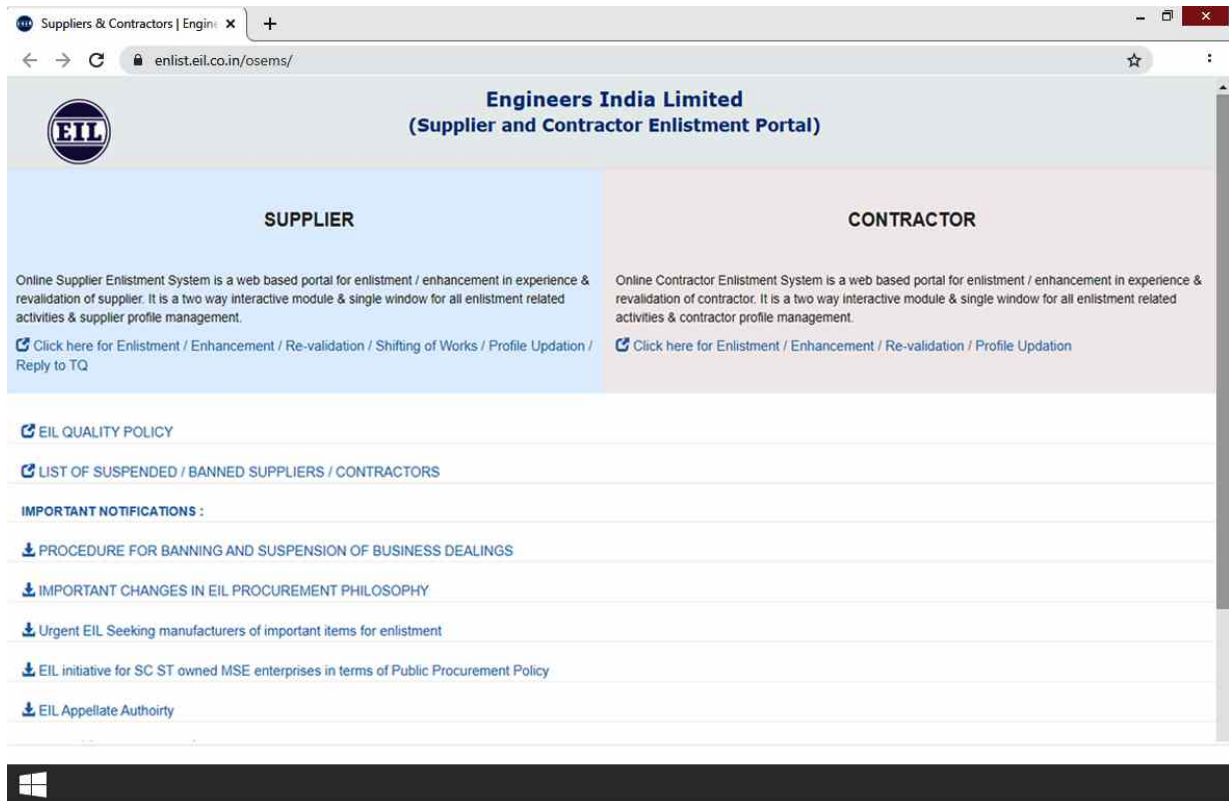 Suppliers & Contractors | Engine
enlist.eil.co.in/osems/
EIL
Engineers India Limited
(Supplier and Contractor Enlistment Portal)
SUPPLIER
Online Supplier Enlistment System is a web based portal for enlistment / enhancement in experience &
revalidation of supplier. It is a two way interactive module & single window for all enlistment related
activities & supplier profile management.
Click here for Enlistment / Enhancement / Re-validation / Shifting of Works / Profile Updation /
Reply to TQ
CONTRACTOR
Online Contractor Enlistment System is a web based portal for enlistment / enhancement in experience &
revalidation of contractor. It is a two way interactive module & single window for all enlistment related
activities & contractor profile management.
Click here for Enlistment / Enhancement / Re-validation / Profile Updation
EIL QUALITY POLICY
LIST OF SUSPENDED / BANNED SUPPLIERS / CONTRACTORS
IMPORTANT NOTIFICATIONS :
PROCEDURE FOR BANNING AND SUSPENSION OF BUSINESS DEALINGS
IMPORTANT CHANGES IN EIL PROCUREMENT PHILOSOPHY
Urgent EIL Seeking manufacturers of important items for enlistment
EIL initiative for SC ST owned MSE enterprises in terms of Public Procurement Policy
EIL Appellate Authoirty